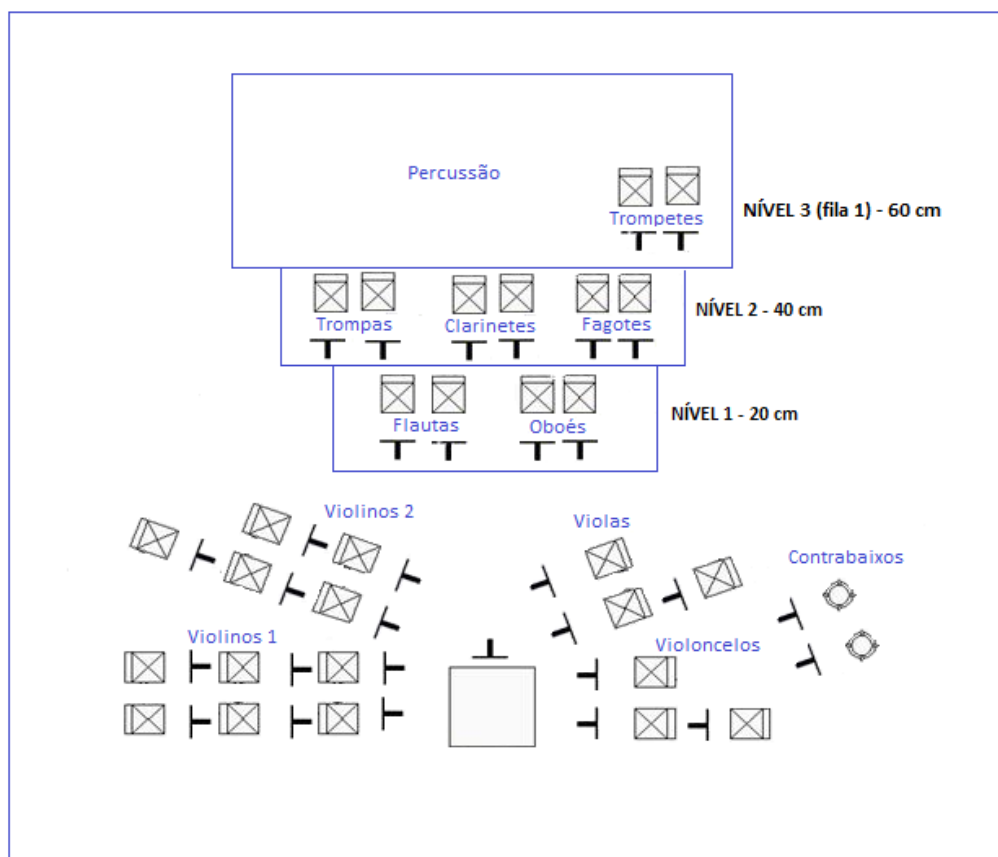 Percussão
Trompetes
NÍVEL 3 (fila 1) - 60 cm
Trompas
Clarinetes
Fagotes
NÍVEL 2 - 40 cm
Flautas
Oboés
NÍVEL 1 - 20 cm
Violinos 2
Violas
Contrabaixos
Violinos 1
Violoncelos